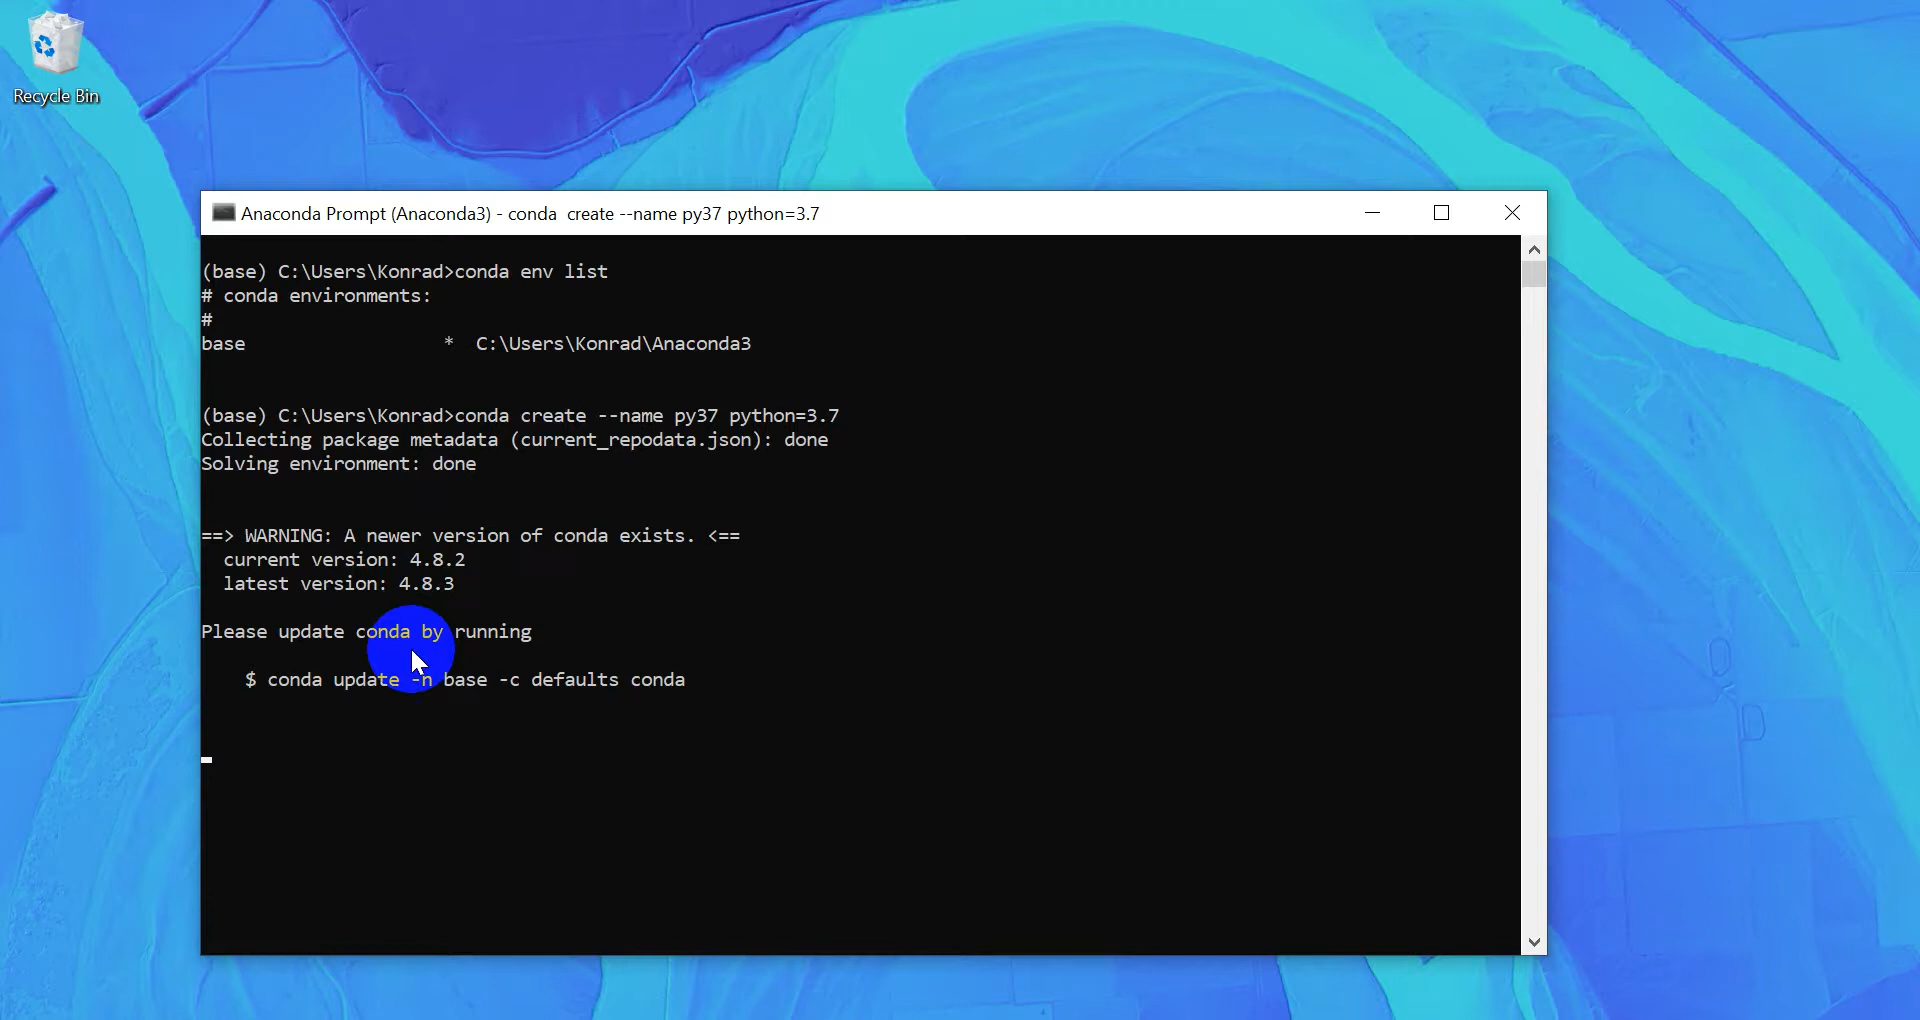 Recycle Bin
Anaconda Prompt (Anaconda3) - conda  create --name py37 python=3.7
(base) C:\Users\Konrad>conda env list
# conda environments:
#
base                  *  C:\Users\Konrad\Anaconda3
(base) C:\Users\Konrad>conda create --name py37 python=3.7
Collecting package metadata (current_repodata.json): done
Solving environment: done
==> WARNING: A newer version of conda exists. <==
  current version: 4.8.2
  latest version: 4.8.3
Please update conda by running
    $ conda update -n base -c defaults conda